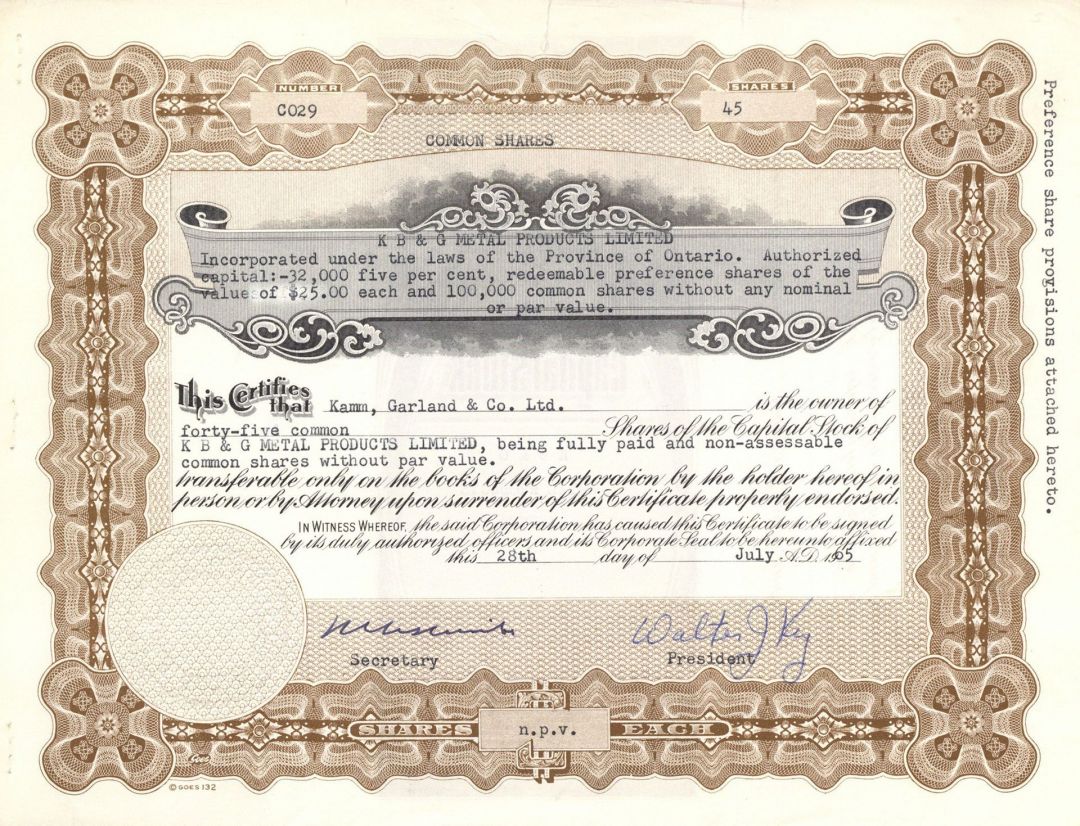 NUMBER
C029
SHARES
45
COMMON SHARES
K B & G METAL PRODUCTS LIMITED
Incorporated under the laws of the Province of Ontario. Authorized
capital:-32,000 five per cent, redeemable preference shares of the
value of $25.00 each and 100,000 common shares without any nominal
or par value.
This Certifies
that Kamm, Garland & Co. Ltd. is the owner of
forty-five common Shares of the Capital Stock of
K B & G METAL PRODUCTS LIMITED, being fully paid and non-assessable
common shares without par value.
transferable only on the books of the Corporation by the holder hereof in
person or by Attorney upon surrender of this Certificate properly endorsed.
IN WITNESS WHEREOF, the said Corporation has caused this Certificate to be signed
by its duly authorized officers and its Corporate Seal to be hereunto affixed
this 28th day of July A.D. 1965
Walter J Key
Secretary
President
SHARES
n.p.v.
EACH
Goes
© GOES 132
Preference share provisions attached hereto.